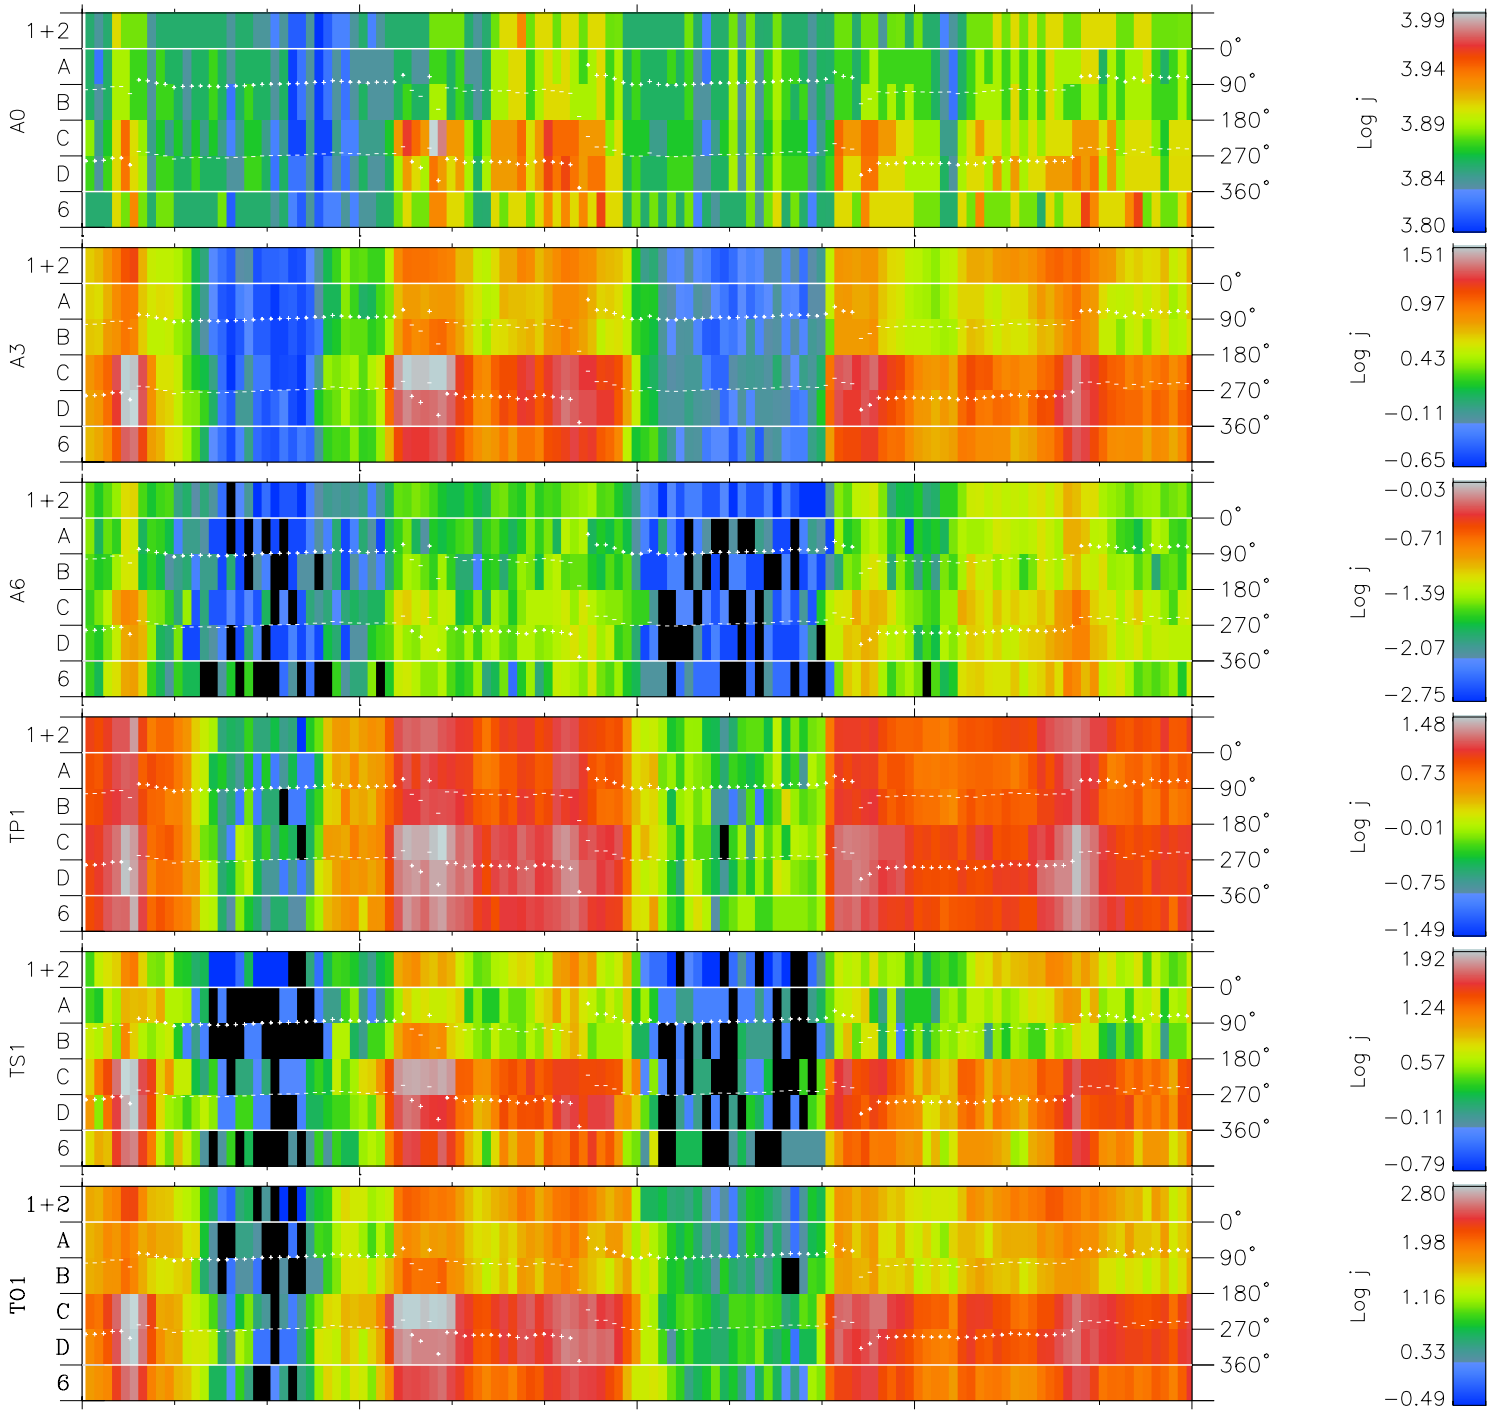 1+2
A
B
C
D
6
A0
0°
90°
180°
270°
360°
Log j
3.99
3.94
3.89
3.84
3.80
1+2
A
B
C
D
6
A3
0°
90°
180°
270°
360°
Log j
1.51
0.97
0.43
−0.11
−0.65
1+2
A
B
C
D
6
A6
0°
90°
180°
270°
360°
Log j
−0.03
−0.71
−1.39
−2.07
−2.75
1+2
A
B
C
D
6
TP1
0°
90°
180°
270°
360°
Log j
1.48
0.73
−0.01
−0.75
−1.49
1+2
A
B
C
D
6
TS1
0°
90°
180°
270°
360°
Log j
1.92
1.24
0.57
−0.11
−0.79
1+2
A
B
C
D
6
TO1
0°
90°
180°
270°
360°
Log j
2.80
1.98
1.16
0.33
−0.49